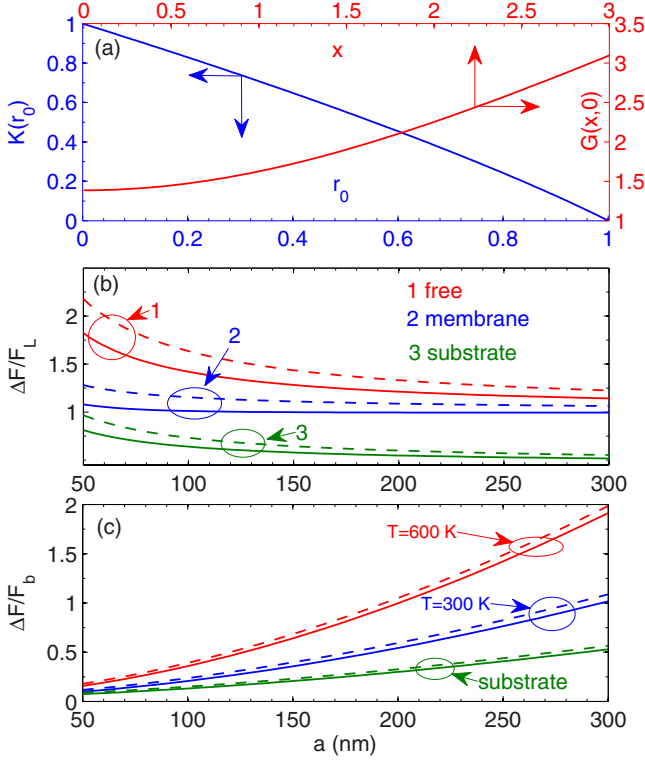 0 0.5 1 1.5 2 2.5 3
x
(a)
1
0.8
0.6
0.4
0.2
0
K(r0)
3.5
3
2.5
2
1.5
1
G(x,0)
r0
0 0.2 0.4 0.6 0.8 1
(b)
1 free
2 membrane
3 substrate
1
2
3
2
1.5
1
ΔF/FL
50 100 150 200 250 300
(c)
T=600 K
T=300 K
substrate
2
1.5
1
0.5
0
ΔF/Fb
50 100 150 200 250 300
a (nm)